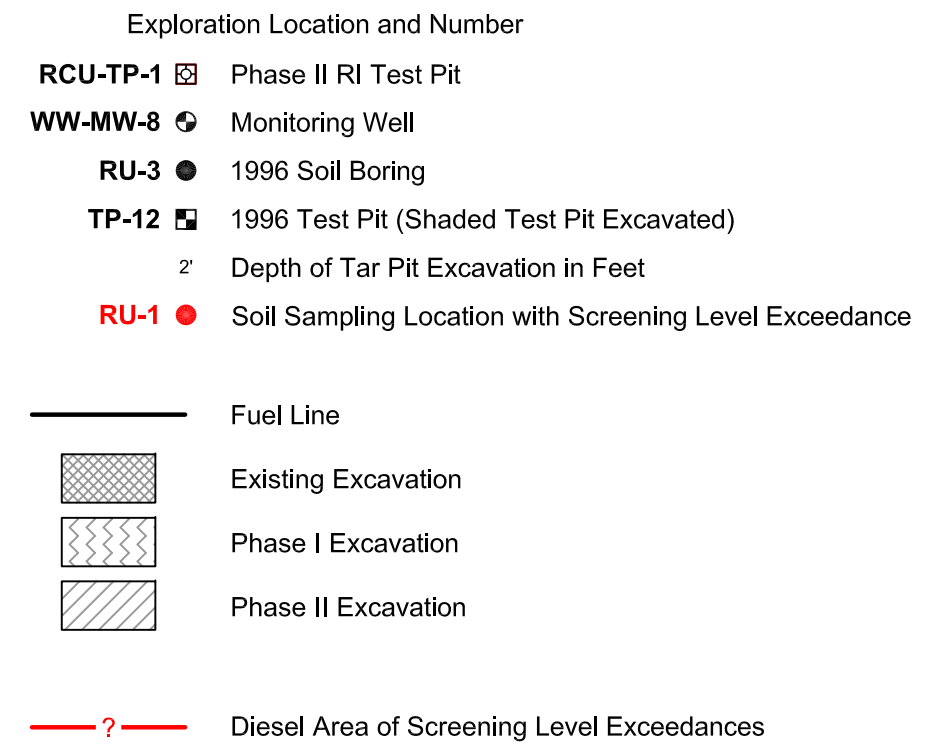 Exploration Location and Number
RCU-TP-1 Phase II RI Test Pit
WW-MW-8 Monitoring Well
RU-3 1996 Soil Boring
TP-12 1996 Test Pit (Shaded Test Pit Excavated)
2' Depth of Tar Pit Excavation in Feet
RU-1 Soil Sampling Location with Screening Level Exceedance
Fuel Line
Existing Excavation
Phase I Excavation
Phase II Excavation
? Diesel Area of Screening Level Exceedances